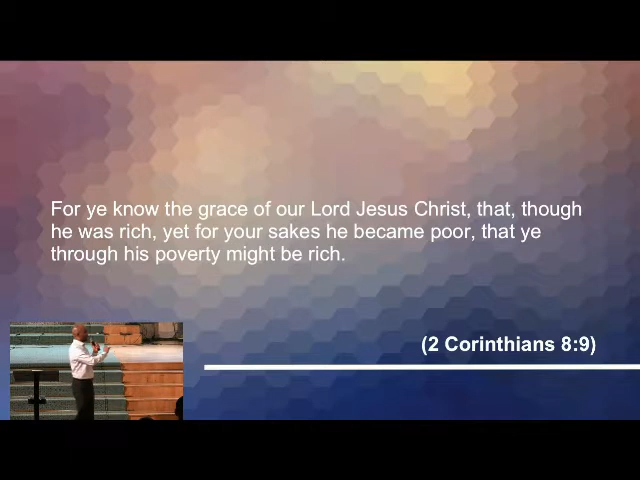 For ye know the grace of our Lord Jesus Christ, that, though
he was rich, yet for your sakes he became poor, that ye
through his poverty might be rich.
(2 Corinthians 8:9)